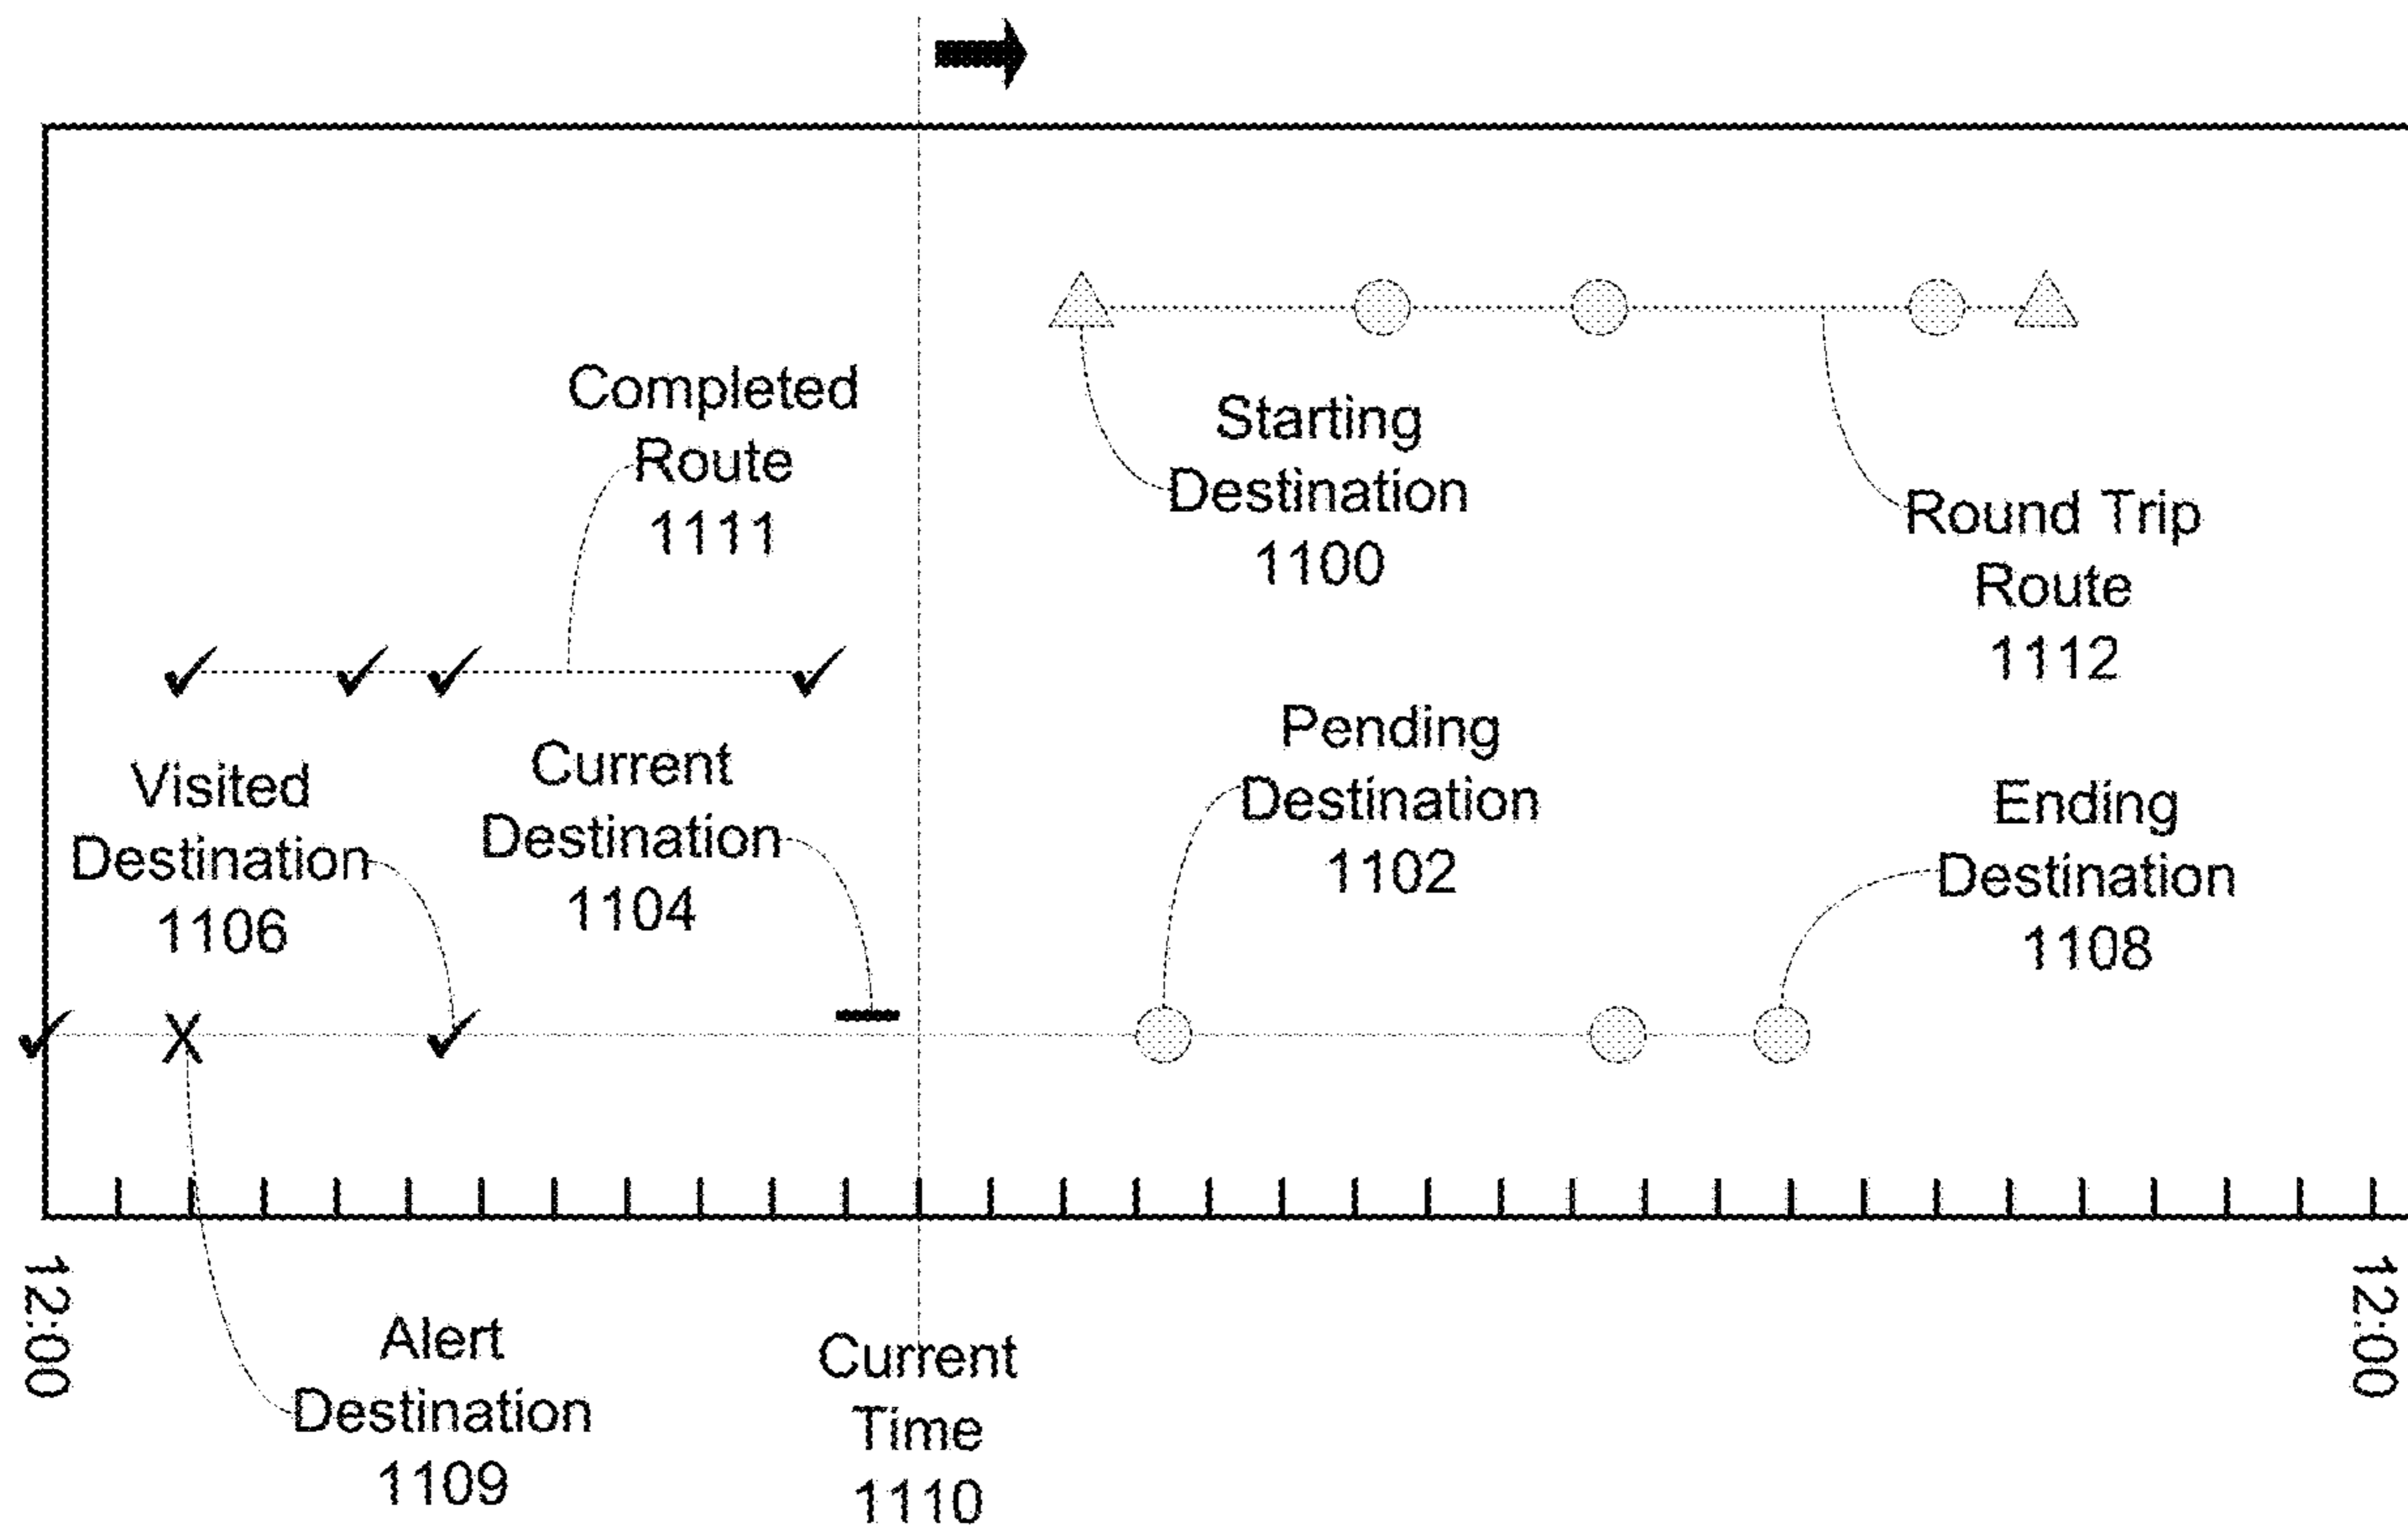 Completed
Route
1111
Starting
Destination
1100
Round Trip
Route
1112
Visited
Destination
1106
Current
Destination
1104
Pending
Destination
1102
Ending
Destination
1108
12:00
12:00
Alert
Destination
1109
Current
Time
1110